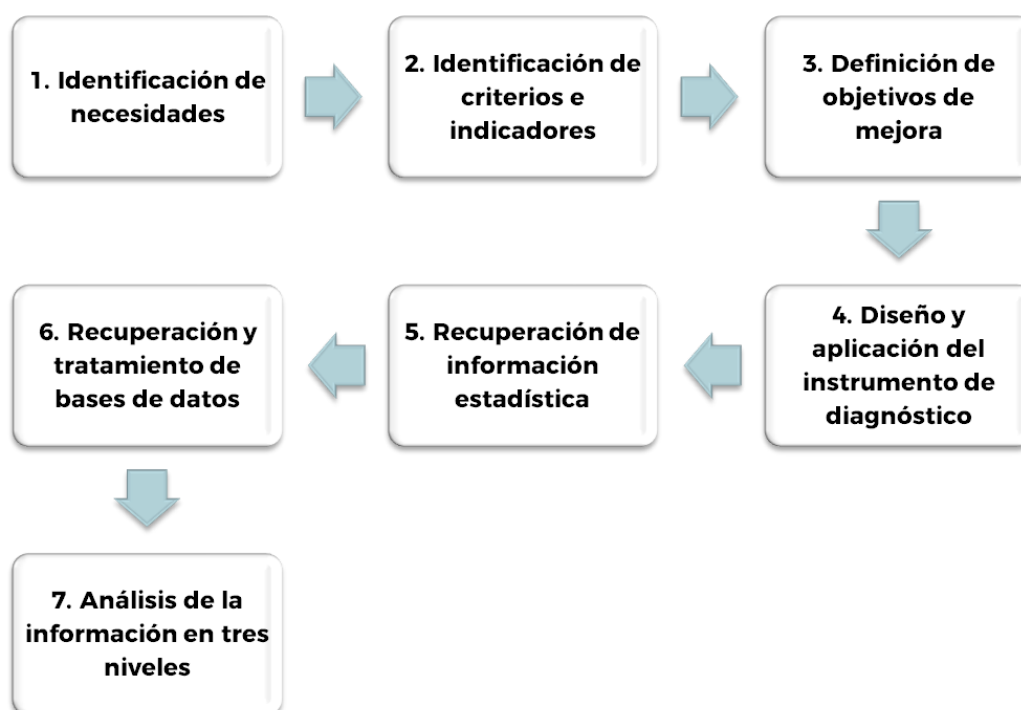 1. Identificación de
necesidades
2. Identificación de
criterios e
indicadores
3. Definición de
objetivos de
mejora
4. Diseño y
aplicación del
instrumento de
diagnóstico
5. Recuperación de
información
estadística
6. Recuperación y
tratamiento de
bases de datos
7. Análisis de la
información en tres
niveles